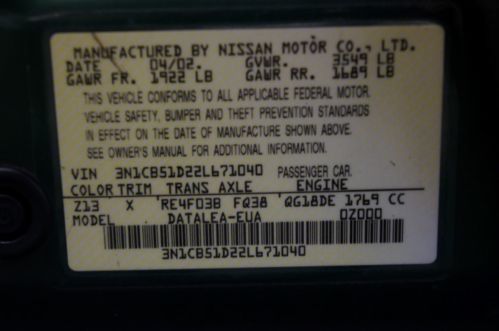 MANUFACTURED BY NISSAN MOTOR CO., LTD.
DATE 04/02. GVWR. 3549 LB
GAWR FR. 1922 LB GAWR RR. 1689 LB
THIS VEHICLE CONFORMS TO ALL APPLICABLE FEDERAL MOTOR
VEHICLE SAFETY, BUMPER AND THEFT PREVENTION STANDARDS
IN EFFECT ON THE DATE OF MANUFACTURE SHOWN ABOVE.
SEE OWNER'S MANUAL FOR ADDITIONAL INFORMATION.
VIN 3N1CB51D22L671040 PASSENGER CAR.
COLOR TRIM TRANS AXLE ENGINE
Z13 X RE4F03B FQ38 QG18DE 1769 CC
MODEL DATALEA-EUA 0Z000
3N1CB51D22L671040